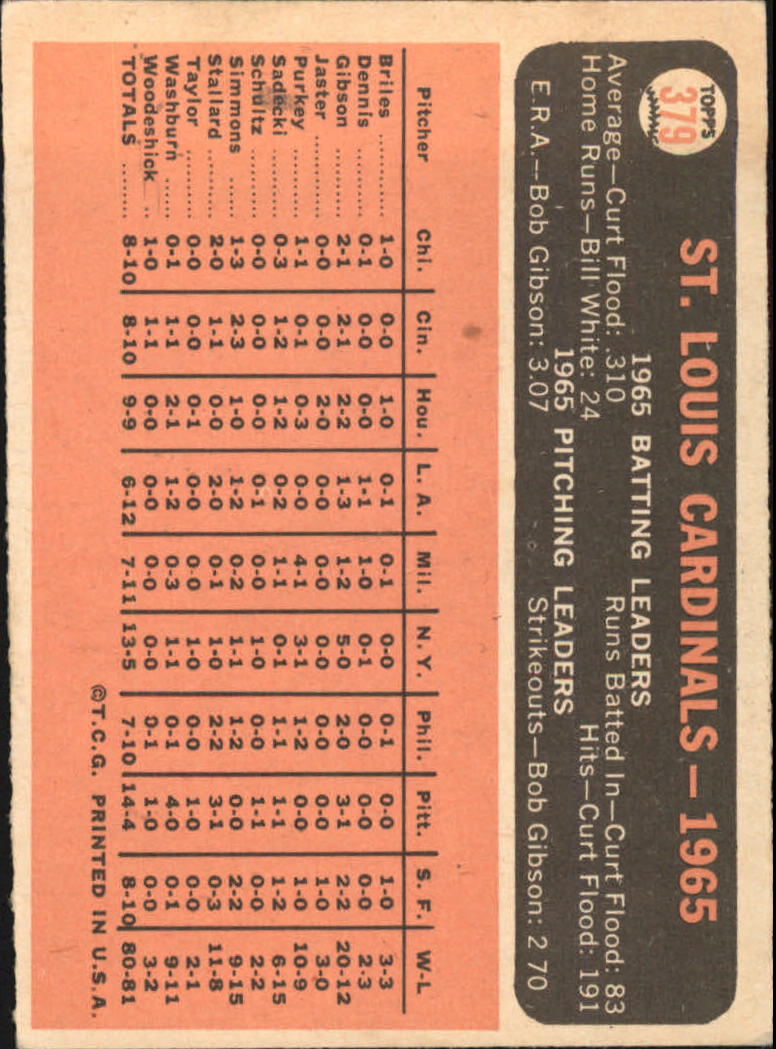 TOPPS
379
ST. LOUIS CARDINALS—1965
1965 BATTING LEADERS
Average—Curt Flood: .310 Runs Batted In—Curt Flood: 83
Home Runs—Bill White: 24 Hits—Curt Flood: 191
1965 PITCHING LEADERS
E.R.A.—Bob Gibson: 3.07 Strikeouts—Bob Gibson: 270
Pitcher Chi. Cin. Hou. L. A. Mil. N. Y. Phil. Pitt. S. F. W-L
Briles ............ 1-0 0-0 1-0 0-1 0-1 0-0 0-1 0-0 1-0 3-3
Dennis .......... 0-1 0-0 0-0 1-1 1-0 0-1 0-0 0-0 0-0 2-3
Gibson .......... 2-1 2-1 2-2 1-3 1-2 5-0 2-0 3-1 2-2 20-12
Jaster ............ 0-0 0-0 2-0 0-0 0-0 0-0 0-0 0-0 1-0 3-0
Purkey .......... 1-1 0-1 0-3 0-0 4-1 3-1 1-2 0-0 1-0 10-9
Sadecki ......... 0-3 1-2 1-2 0-2 1-1 0-1 1-1 1-1 1-2 6-15
Schultz .......... 0-0 0-0 0-0 0-1 0-0 1-0 0-0 1-1 0-0 2-2
Simmons ...... 1-3 2-3 1-0 1-2 0-2 1-1 1-2 0-0 2-2 9-15
Stallard ......... 2-0 1-1 0-0 2-0 0-1 1-0 2-2 3-1 0-3 11-8
Taylor ........... 0-0 0-0 0-1 0-0 0-0 1-0 0-0 1-0 0-0 2-1
Washburn ...... 0-1 1-1 2-1 1-2 0-3 1-1 0-1 4-0 0-1 9-11
Woodeshick .. 1-0 1-1 0-0 0-0 0-0 0-0 0-1 1-0 0-0 3-2
TOTALS ........ 8-10 8-10 9-9 6-12 7-11 13-5 7-10 14-4 8-10 80-81
©T.C.G. PRINTED IN U.S.A.